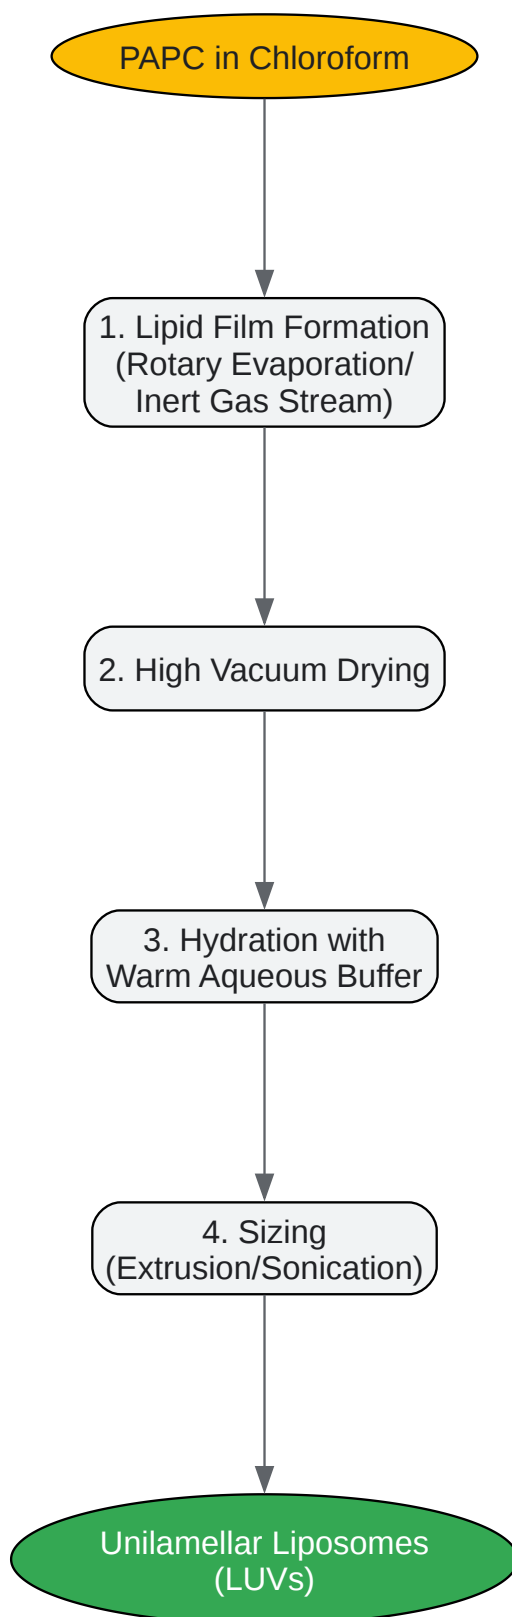 PAPC in Chloroform
1. Lipid Film Formation
(Rotary Evaporation/
Inert Gas Stream)
2. High Vacuum Drying
3. Hydration with
Warm Aqueous Buffer
4. Sizing
(Extrusion/Sonication)
Unilamellar Liposomes
(LUVs)